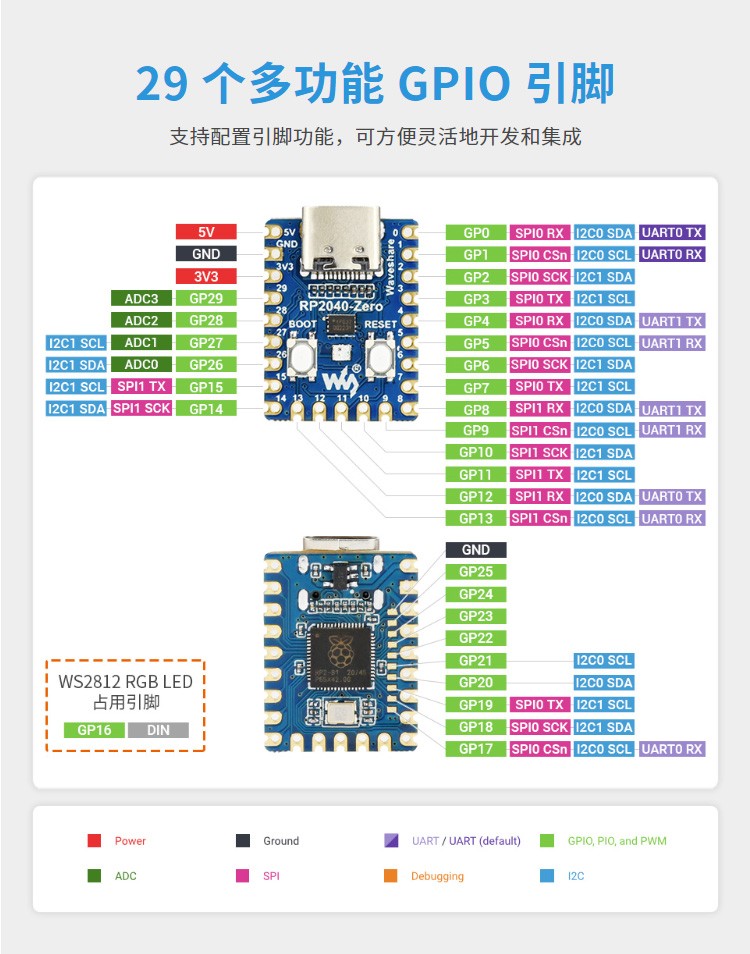 29 个多功能 GPIO 引脚
支持配置引脚功能，可方便灵活地开发和集成
5V
GND
3V3
ADC3 GP29
ADC2 GP28
I2C1 SCL ADC1 GP27
I2C1 SDA ADC0 GP26
I2C1 SCL SPI1 TX GP15
I2C1 SDA SPI1 SCK GP14
5V
GND
3V3
29
28
27
26
15
14
13
12
11
10
9
8
0
1
2
3
4
5
6
7
Waveshare
RP2040-Zero
BOOT
RESET
®
GP0 SPI0 RX I2C0 SDA UART0 TX
GP1 SPI0 CSn I2C0 SCL UART0 RX
GP2 SPI0 SCK I2C1 SDA
GP3 SPI0 TX I2C1 SCL
GP4 SPI0 RX I2C0 SDA UART1 TX
GP5 SPI0 CSn I2C0 SCL UART1 RX
GP6 SPI0 SCK I2C1 SDA
GP7 SPI0 TX I2C1 SCL
GP8 SPI1 RX I2C0 SDA UART1 TX
GP9 SPI1 CSn I2C0 SCL UART1 RX
GP10 SPI1 SCK I2C1 SDA
GP11 SPI1 TX I2C1 SCL
GP12 SPI1 RX I2C0 SDA UART0 TX
GP13 SPI1 CSn I2C0 SCL UART0 RX
GND
GP25
GP24
GP23
GP22
GP21 I2C0 SCL
GP20 I2C0 SDA
GP19 SPI0 TX I2C1 SCL
GP18 SPI0 SCK I2C1 SDA
GP17 SPI0 CSn I2C0 SCL UART0 RX
WS2812 RGB LED
占用引脚
GP16 DIN
Power
Ground
UART / UART (default)
GPIO, PIO, and PWM
ADC
SPI
Debugging
I2C